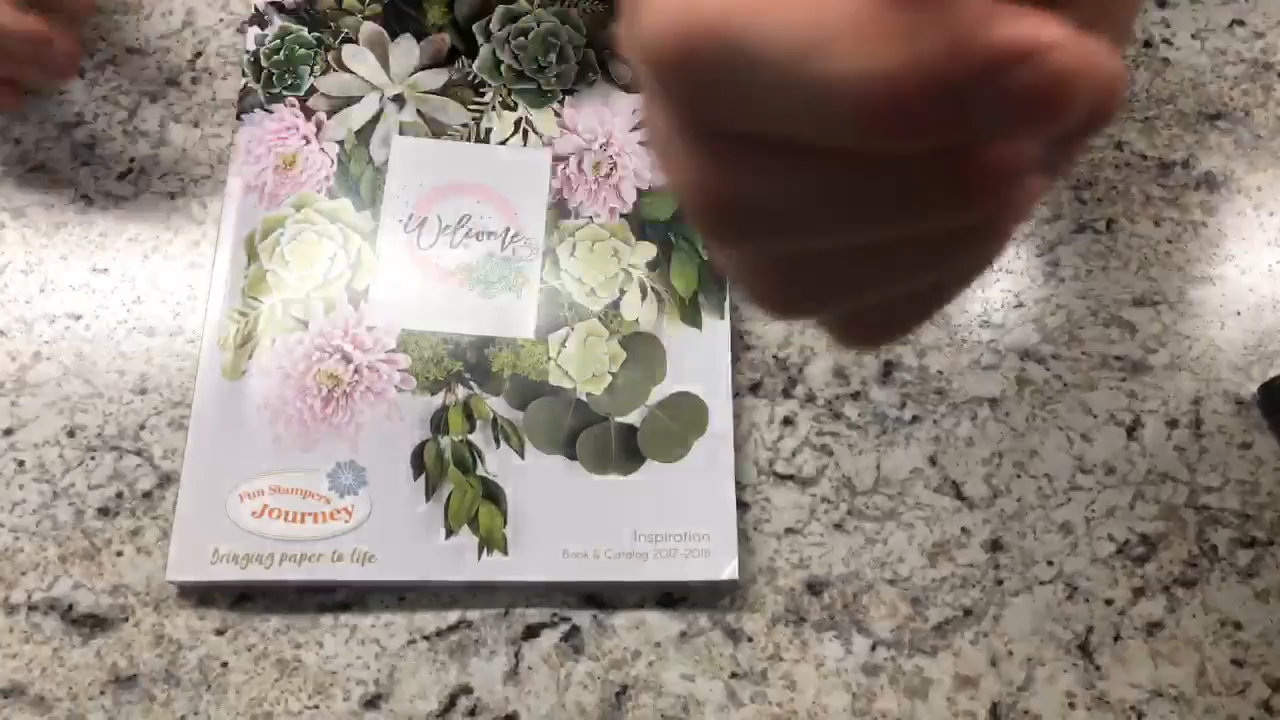 Welcome
Fun Stampers
Journey
Bringing paper to life
Inspiration
Book & Catalog 2017-2018